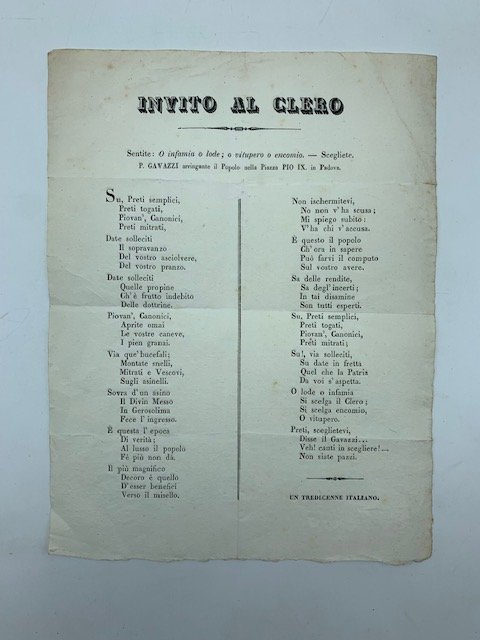 INVITO AL CLERO
Sentite: O infamia o lode; o vitupero o encomio. — Scegliete.
P. GAVAZZI arringante il Popolo nella Piazza PIO IX. in Padova.
Su, Preti semplici,
Preti togati,
Piovan', Canonici,
Preti mitrati,
Date solleciti
Il sopravanzo
Del vostro asciolvere,
Del vostro pranzo.
Date solleciti
Quelle propine
Ch'è frutto indebito
Delle dottrine.
Piovan', Canonici,
Aprite omai
Le vostre caneve,
I pien granai.
Via que' bucefali;
Montate snelli,
Mitrati e Vescovi,
Sugli asinelli.
Sovra d'un asino
Il Divin Messo
In Gerosolima
Fece l'ingresso.
È questa l'epoca
Di verità;
Al lusso il popolo
Fè più non dà.
Il più magnifico
Decoro è quello
D'esser benefici
Verso il misello.
Non ischermitevi,
No non v'ha scusa;
Mi spiego subito:
V'ha chi v'accusa.
È questo il popolo
Ch'ora in sapere
Può farvi il computo
Sul vostro avere.
Sa delle rendite,
Sa degl'incerti;
In tai disamine
Son tutti esperti.
Su, Preti semplici,
Preti togati,
Piovan', Canonici,
Preti mitrati;
Su!, via solleciti,
Su date in fretta
Quel che la Patria
Da voi s'aspetta.
O lode o infamia
Si scelga il Clero;
Si scelga encomio,
O vitupero.
Preti, sceglietevi,
Disse il Gavazzi...
Veh! cauti in scegliere!...
Non siate pazzi.
UN TREDICENNE ITALIANO.